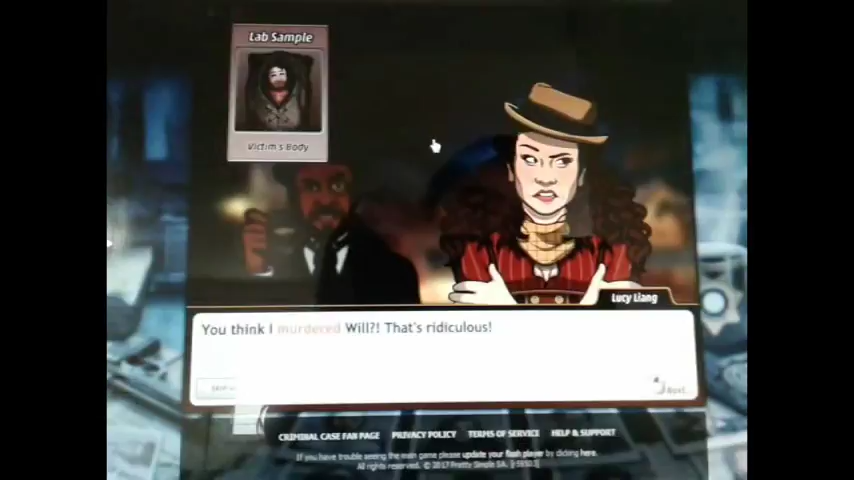 Lab Sample
Victim's Body
Lucy Liang
You think I murdered Will?! That's ridiculous!
Next
CRIMINAL CASE FAN PAGE PRIVACY POLICY TERMS OF SERVICE HELP & SUPPORT
If you have trouble seeing the main game please update your flash player by clicking here.
All rights reserved. © 2017 Pretty Simple SA.